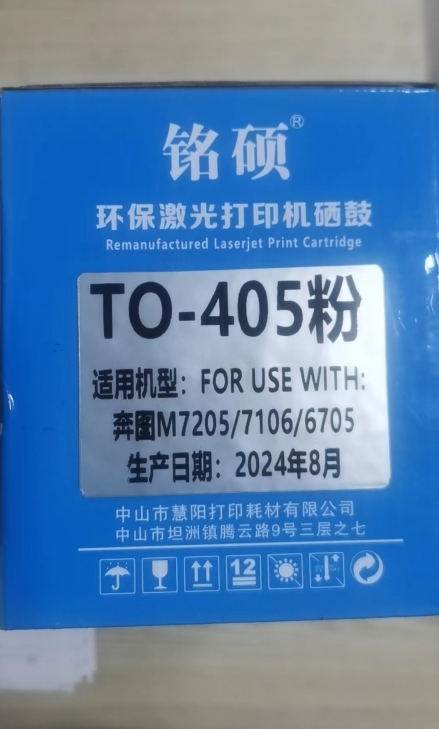 铭硕®
环保激光打印机硒鼓
Remanufactured Laserjet Print Cartridge
TO-405粉
适用机型：FOR USE WITH:
奔图M7205/7106/6705
生产日期：2024年8月
中山市慧阳打印耗材有限公司
中山市坦洲镇腾云路9号三层之七
12